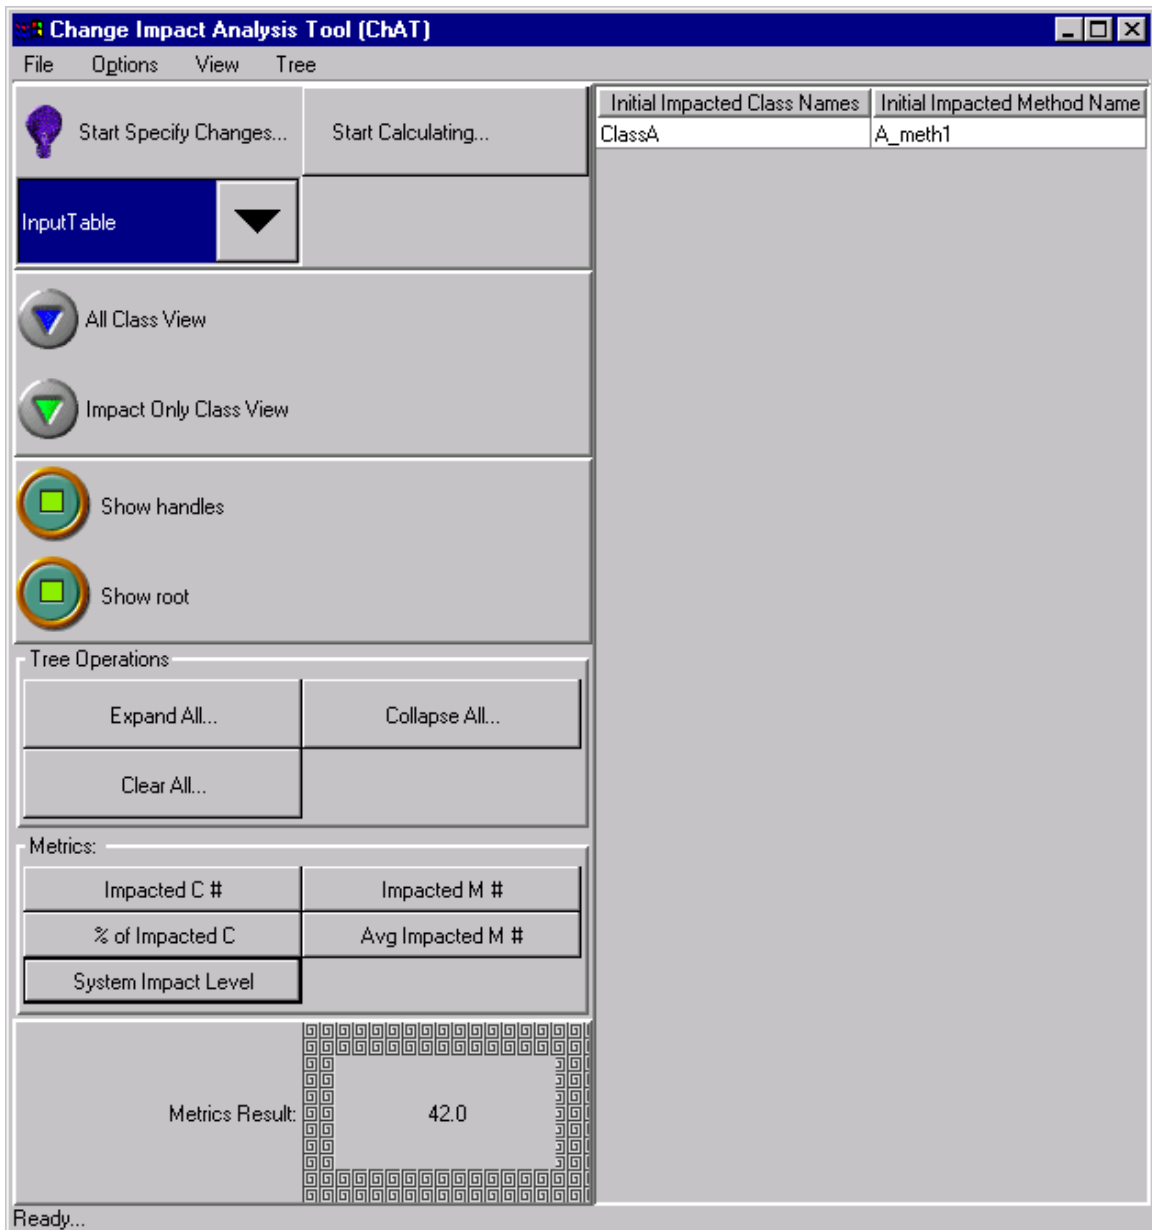 Change Impact Analysis Tool (ChAT)
File Options View Tree
Start Specify Changes... Start Calculating...
InputTable
All Class View
Impact Only Class View
Show handles
Show root
Tree Operations
Expand All... Collapse All...
Clear All...
Metrics:
Impacted C # Impacted M #
% of Impacted C Avg Impacted M #
System Impact Level
Metrics Result: 42.0
Initial Impacted Class Names Initial Impacted Method Name
ClassA A_meth1
Ready...